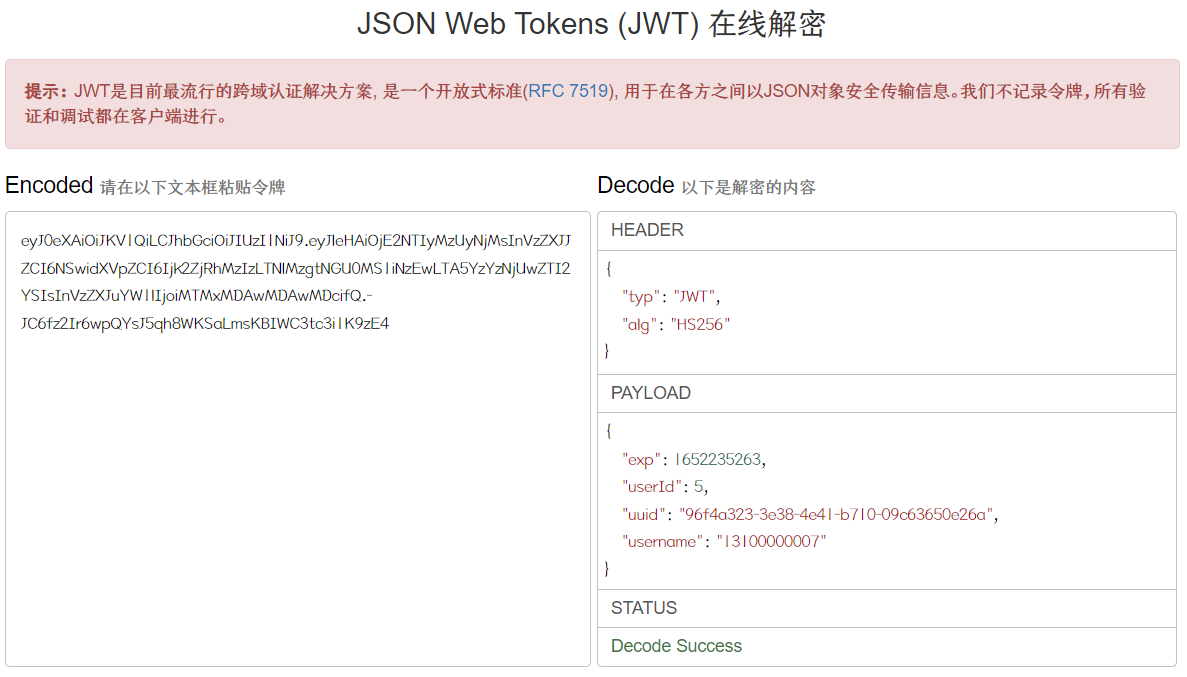 JSON Web Tokens (JWT) 在线解密
提示：JWT是目前最流行的跨域认证解决方案, 是一个开放式标准(RFC 7519), 用于在各方之间以JSON对象安全传输信息。我们不记录令牌, 所有验
证和调试都在客户端进行。
Encoded 请在以下文本框粘贴令牌
eyJ0eXAiOiJKV1QiLCJhbGciOiJIUzI1NiJ9.eyJleHAiOjE2NTIyMzUyNjMsInVzZXJJ
ZCI6NSwidXVpZCI6Ijk2ZjRhMzIzLTNlMzgtNGU0MS1iNzEwLTA5YzYzNjUwZTI2
YSIsInVzZXJuYW1lIjoiMTMxMDAwMDAwMDcifQ.-
JC6fz2Ir6wpQYsJ5qh8WKSaLmsKBIWC3tc3i1K9zE4
Decode 以下是解密的内容
HEADER
{
"typ": "JWT",
"alg": "HS256"
}
PAYLOAD
{
"exp": 1652235263,
"userId": 5,
"uuid": "96f4a323-3e38-4e41-b710-09c63650e26a",
"username": "13100000007"
}
STATUS
Decode Success